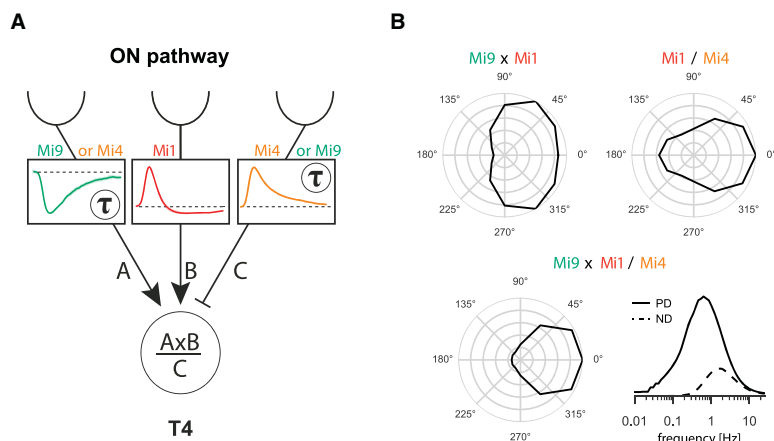 A
ON pathway
Mi9 or Mi4
Mi1
Mi4 or Mi9
τ
τ
A
B
C
AxB
C
T4
B
Mi9 x Mi1
90°
135°
45°
180°
0°
225°
315°
270°
Mi1 / Mi4
90°
135°
45°
180°
0°
225°
315°
270°
Mi9 x Mi1 / Mi4
90°
135°
45°
180°
0°
225°
315°
270°
PD
ND
0.01 0.1 1 10
frequency [Hz]